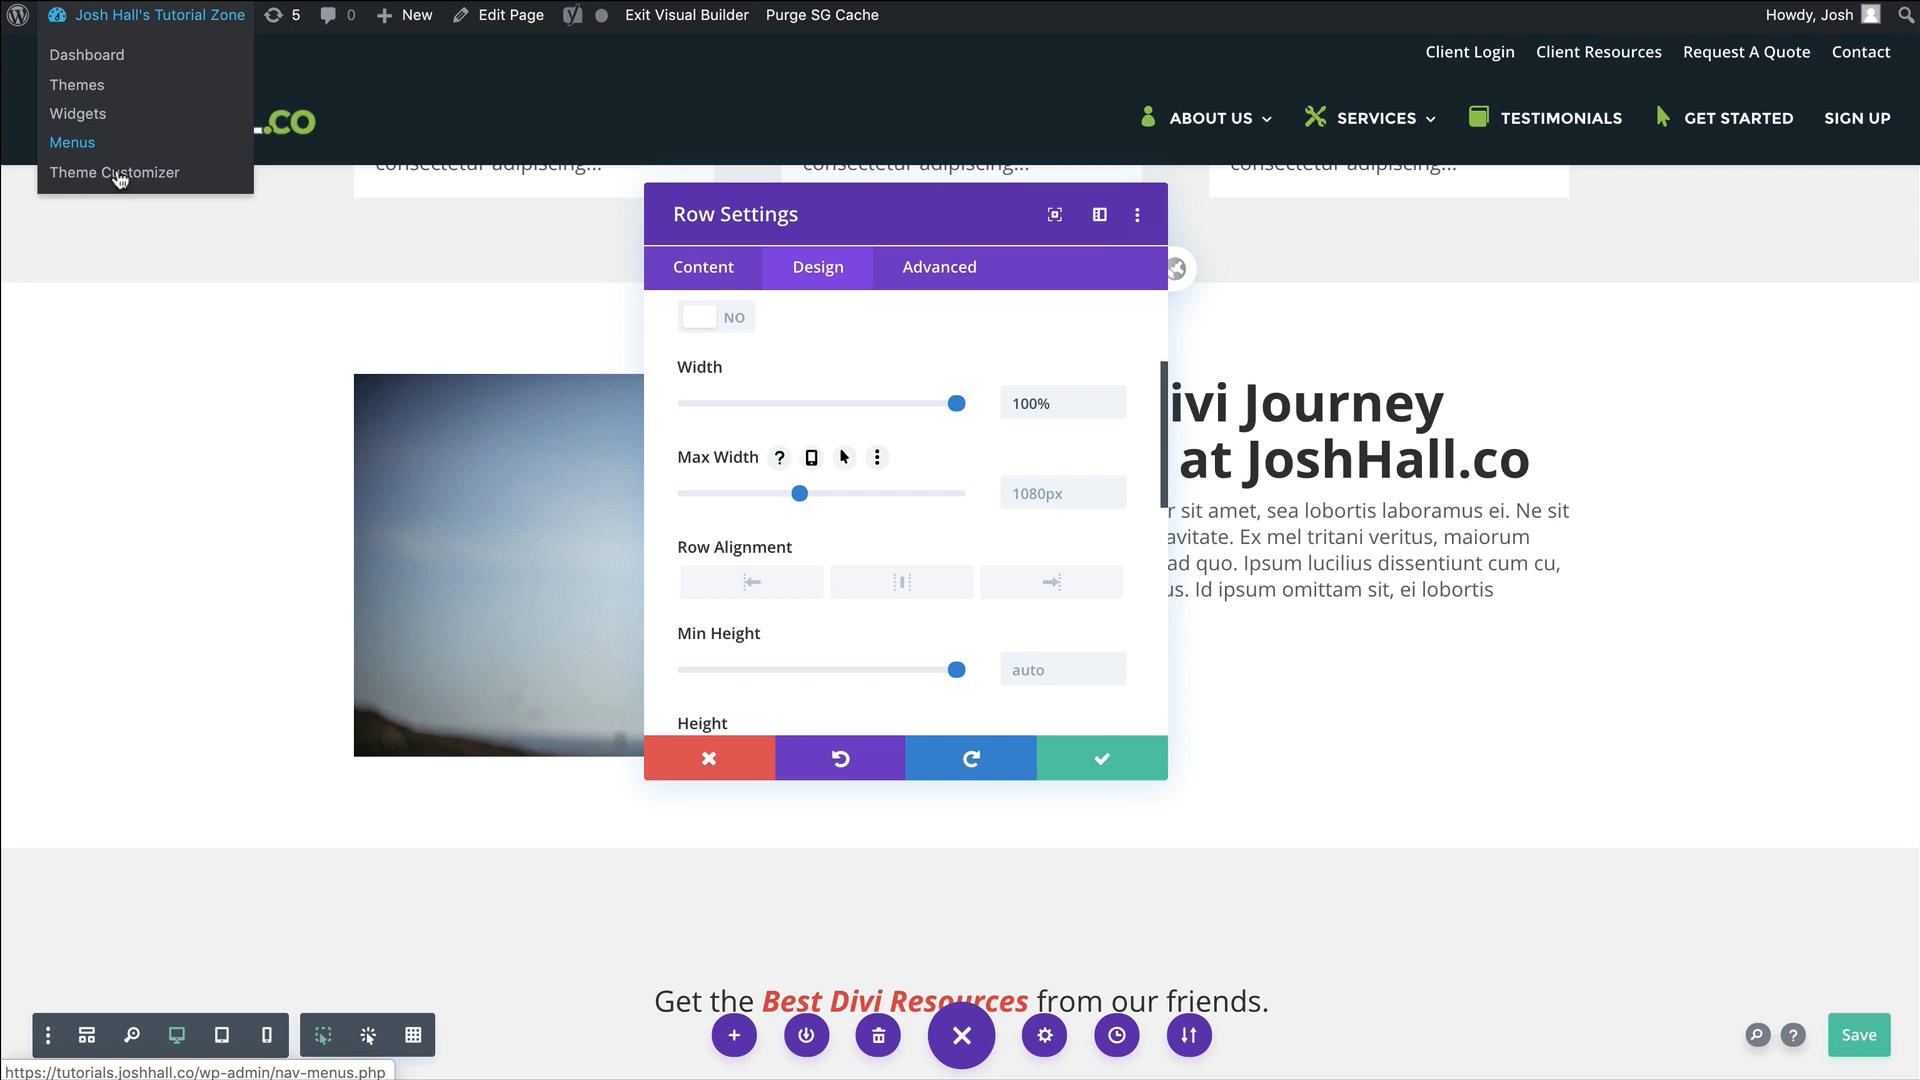 Josh Hall's Tutorial Zone 5 0 New Edit Page Exit Visual Builder Purge SG Cache Howdy, Josh
Dashboard
Themes
Widgets
Menus
Theme Customizer
Client Login Client Resources Request A Quote Contact
.CO
ABOUT US SERVICES TESTIMONIALS GET STARTED SIGN UP
consectetur adipiscing... consectetur adipiscing... consectetur adipiscing...
Row Settings
Content Design Advanced
NO
Width
100%
Max Width ?
1080px
Row Alignment
Min Height
auto
Height
ivi Journey
at JoshHall.co
r sit amet, sea lobortis laboramus ei. Ne sit
avitate. Ex mel tritani veritus, maiorum
ad quo. Ipsum lucilius dissentiunt cum cu,
us. Id ipsum omittam sit, ei lobortis
Get the Best Divi Resources from our friends.
? Save
https://tutorials.joshhall.co/wp-admin/nav-menus.php